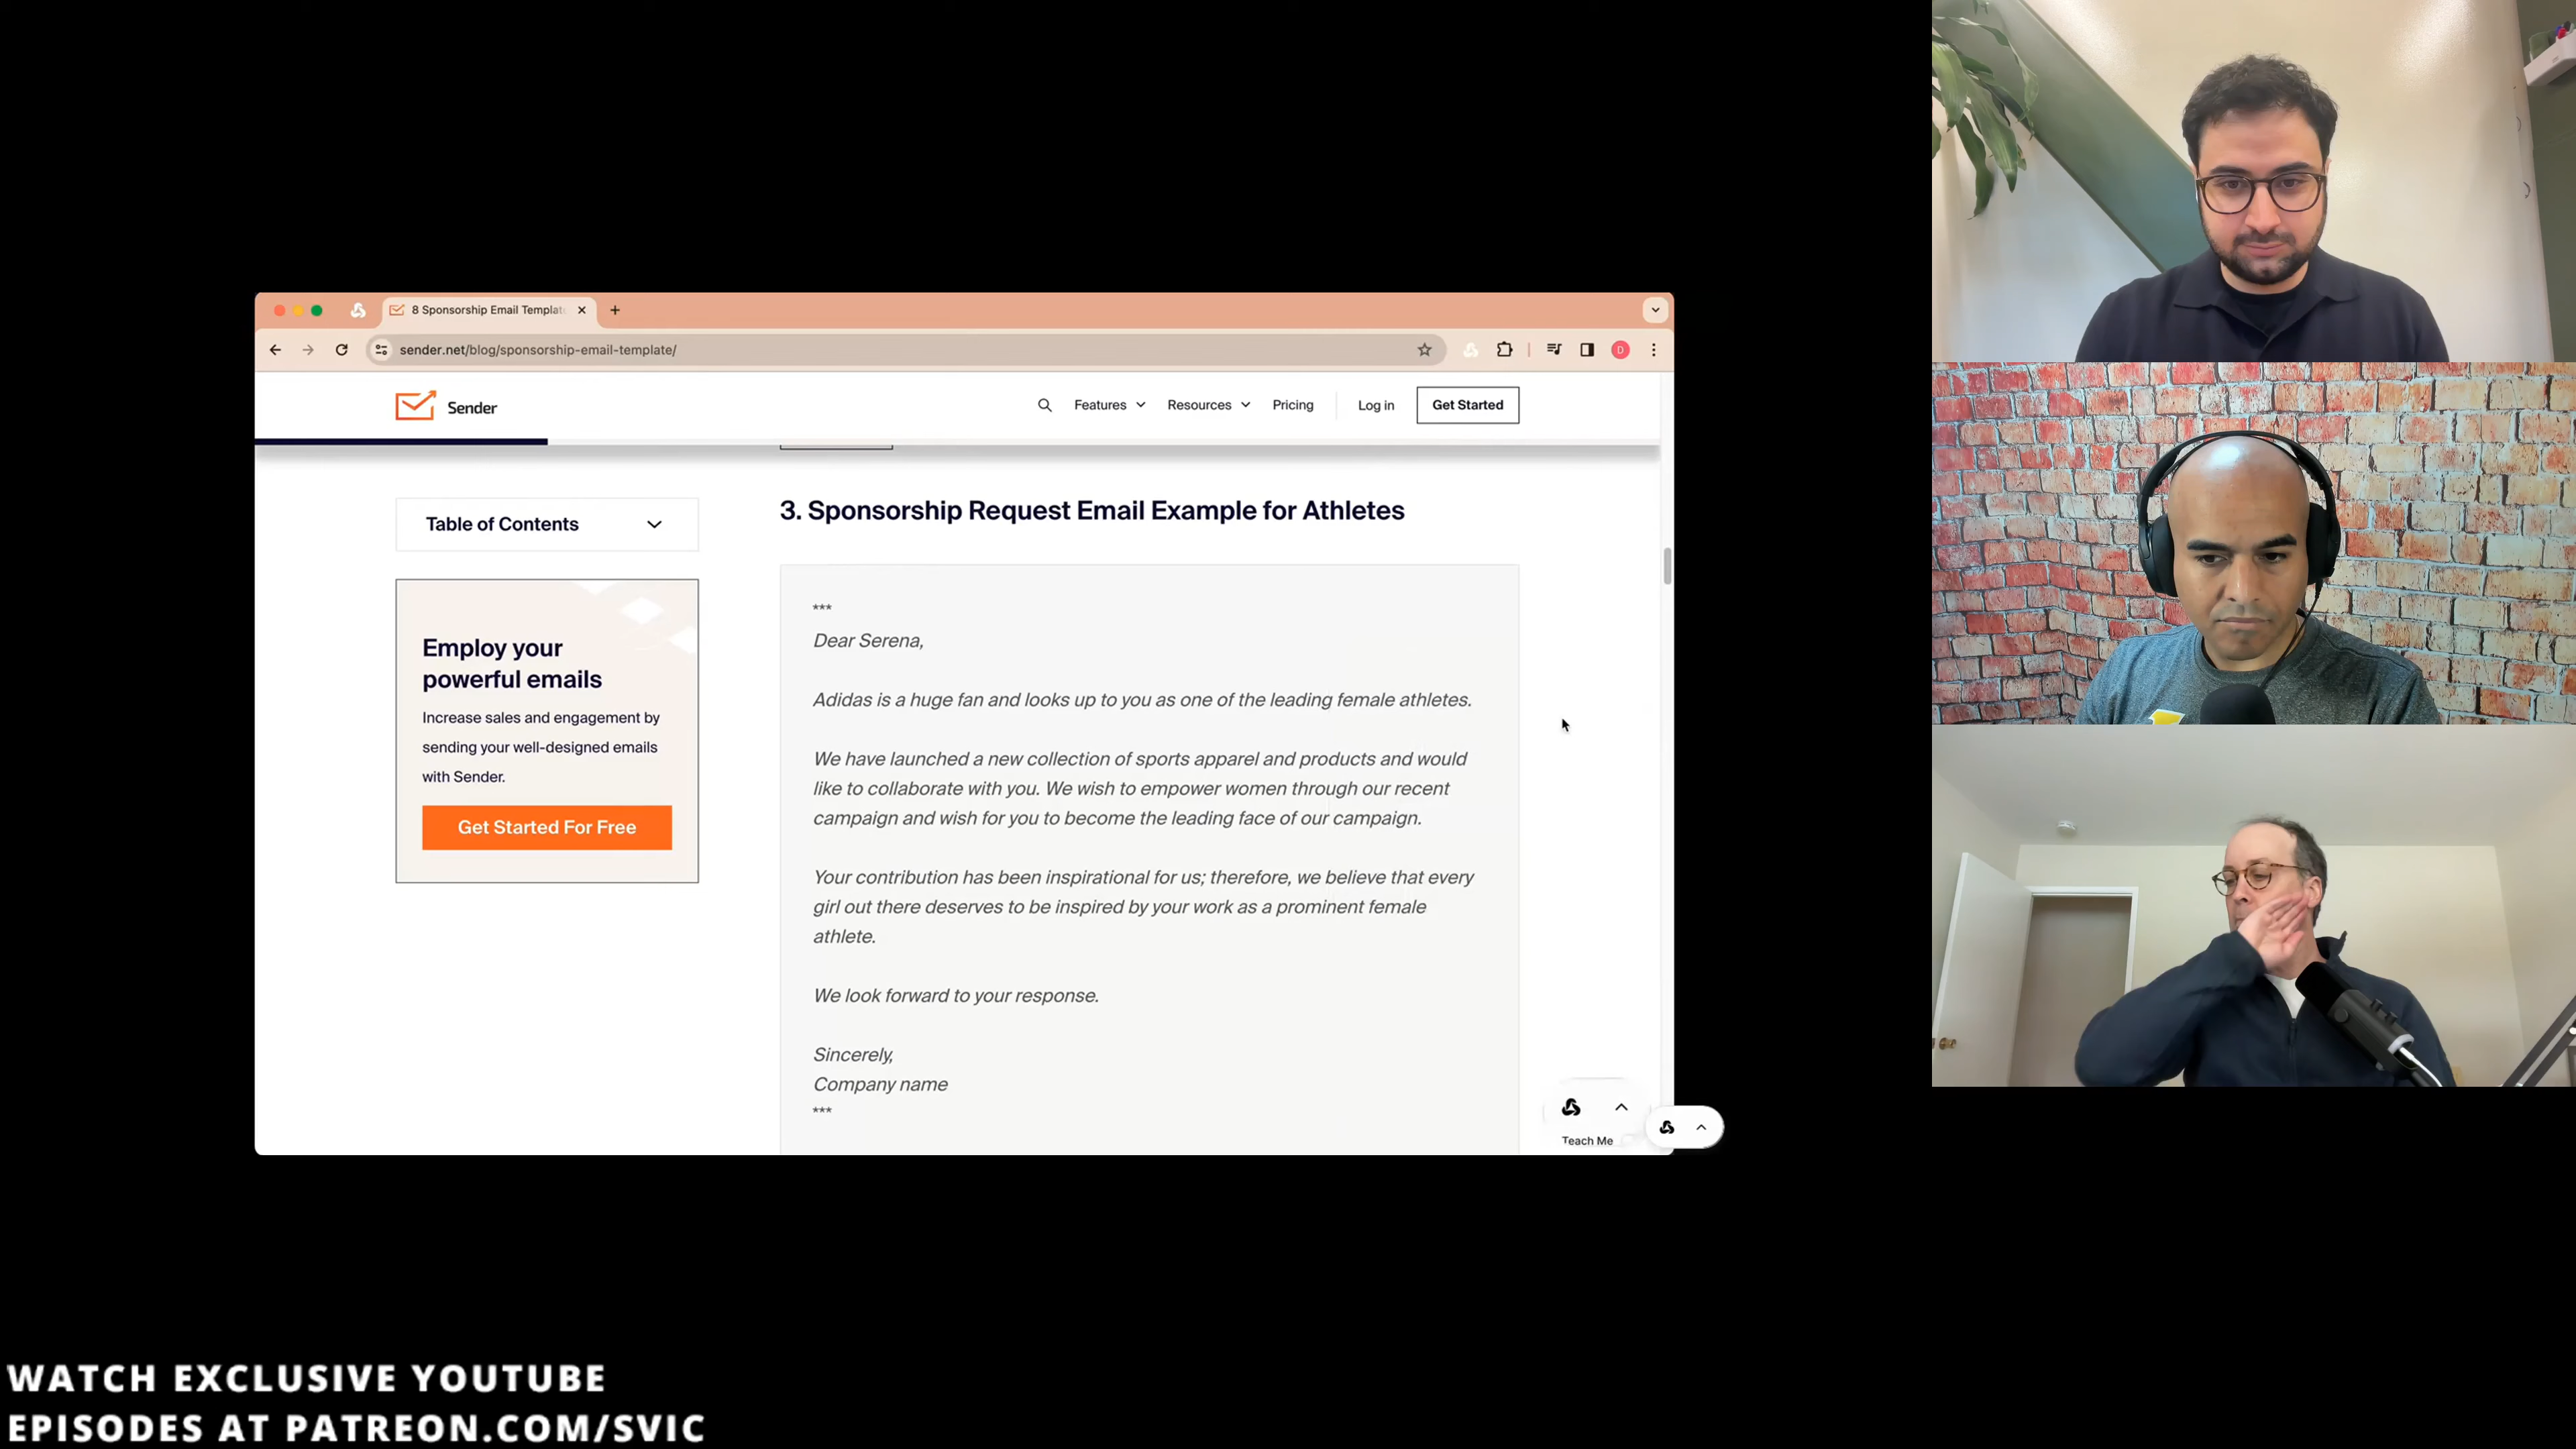 8 Sponsorship Email Templat
sender.net/blog/sponsorship-email-template/
D
Sender
Features
Resources
Pricing
Log in
Get Started
Table of Contents
Employ your
powerful emails
Increase sales and engagement by
sending your well-designed emails
with Sender.
Get Started For Free
3. Sponsorship Request Email Example for Athletes
***
Dear Serena,
Adidas is a huge fan and looks up to you as one of the leading female athletes.
We have launched a new collection of sports apparel and products and would
like to collaborate with you. We wish to empower women through our recent
campaign and wish for you to become the leading face of our campaign.
Your contribution has been inspirational for us; therefore, we believe that every
girl out there deserves to be inspired by your work as a prominent female
athlete.
We look forward to your response.
Sincerely,
Company name
***
Teach Me
WATCH EXCLUSIVE YOUTUBE
EPISODES AT PATREON.COM/SVIC